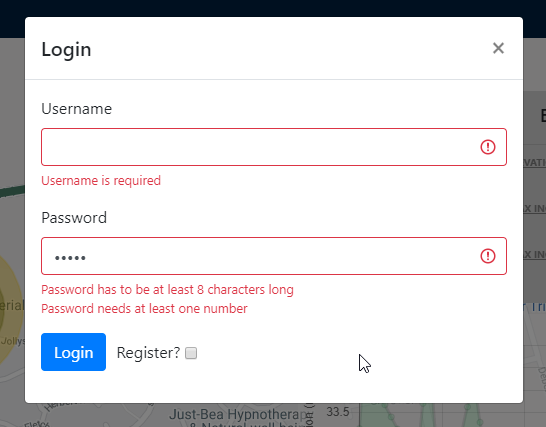 Login
×
Username
Username is required
Password
•••••
Password has to be at least 8 characters long
Password needs at least one number
Login Register?
Just-Bea Hypnotherap
33.5